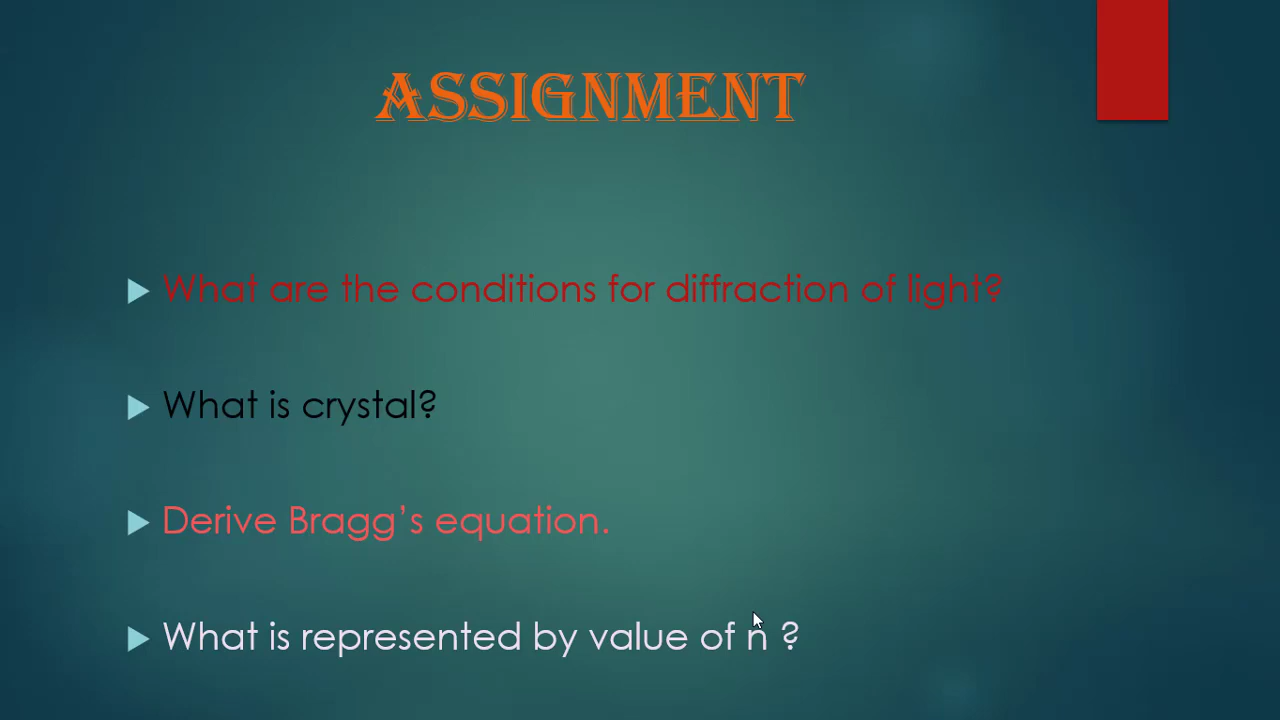 ASSIGNMENT
What are the conditions for diffraction of light?
What is crystal?
Derive Bragg’s equation.
What is represented by value of n ?